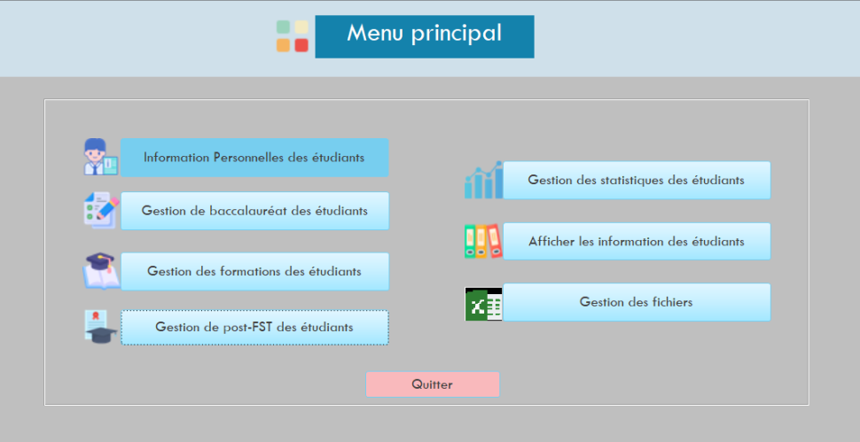 Menu principal
Information Personnelles des étudiants
Gestion de baccalauréat des étudiants
Gestion des formations des étudiants
Gestion de post-FST des étudiants
Gestion des statistiques des étudiants
Afficher les information des étudiants
Gestion des fichiers
Quitter